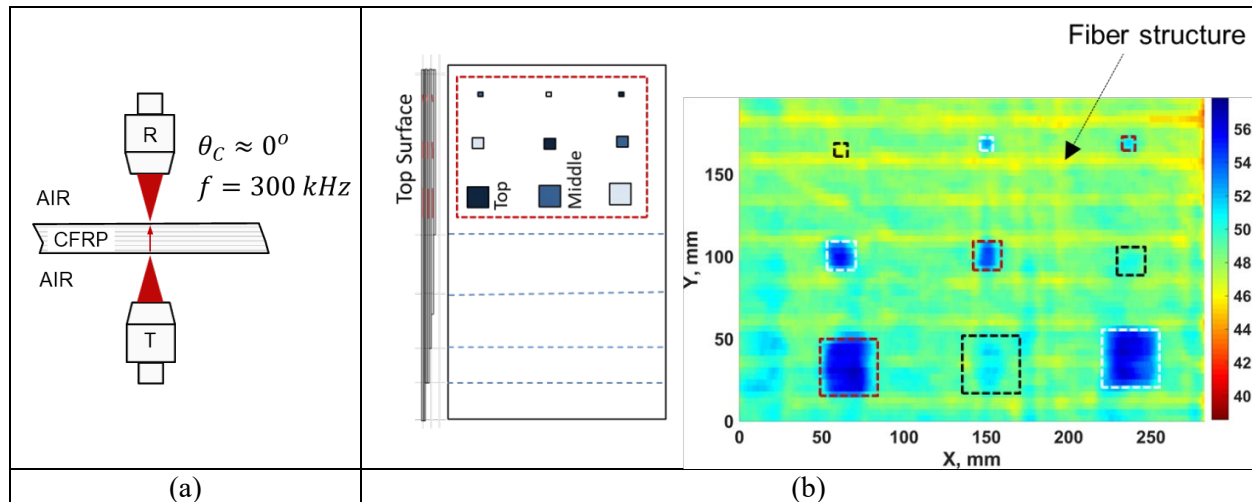 R
θ_C ≈ 0°
f = 300 kHz
AIR
CFRP
AIR
T
(a)
Top Surface
Top
Middle
Fiber structure
Y, mm
150
100
50
0
0 50 100 150 200 250
X, mm
56
54
52
50
48
46
44
42
40
(b)